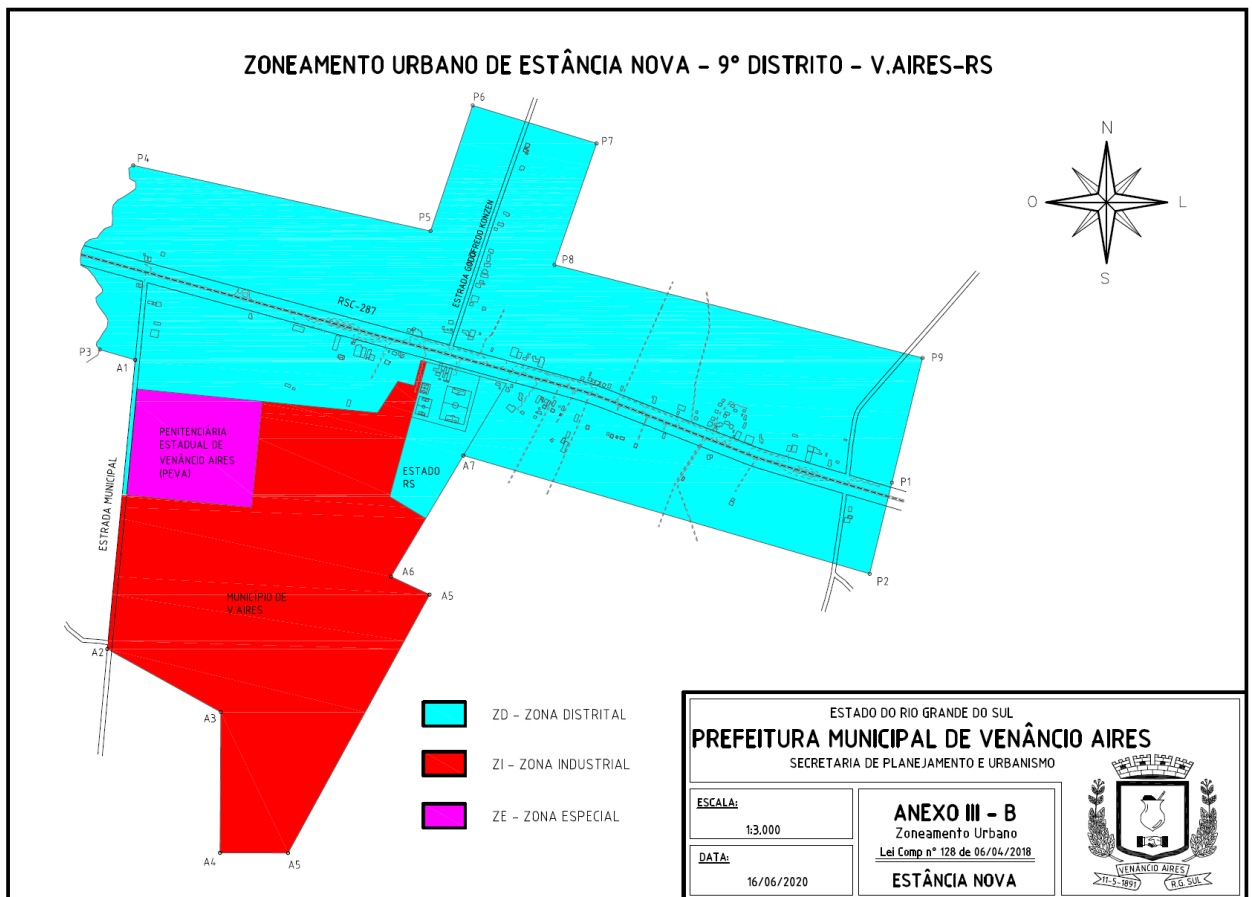 ZONEAMENTO URBANO DE ESTÂNCIA NOVA - 9° DISTRITO - V.AIRES-RS
P6
P7
N
P4
O
L
P5
ESTRADA GODOFREDO KONZEN
P8
S
RSC-287
P3
A1
P9
PENITENCIÁRIA
ESTADUAL DE
VENÂNCIO AIRES
(PEVA)
ESTADO
RS
A7
P1
ESTRADA MUNICIPAL
A6
P2
A5
MUNICÍPIO DE
V.AIRES
A2
A3
A4
A5
ZD - ZONA DISTRITAL
ZI - ZONA INDUSTRIAL
ZE - ZONA ESPECIAL
ESTADO DO RIO GRANDE DO SUL
PREFEITURA MUNICIPAL DE VENÂNCIO AIRES
SECRETARIA DE PLANEJAMENTO E URBANISMO
ESCALA:
1:3.000
DATA:
16/06/2020
ANEXO III - B
Zoneamento Urbano
Lei Comp n° 128 de 06/04/2018
ESTÂNCIA NOVA
VENÂNCIO AIRES
11-5-1891
R.G. SUL